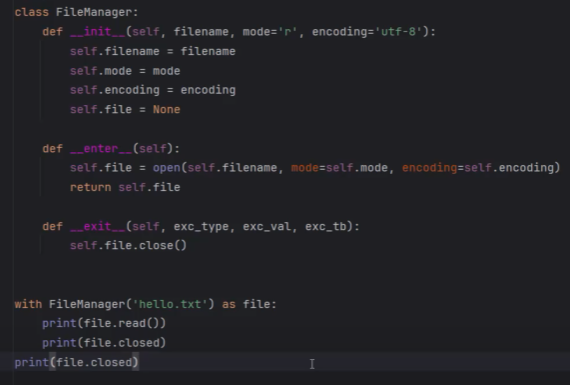 class FileManager:
    def __init__(self, filename, mode='r', encoding='utf-8'):
        self.filename = filename
        self.mode = mode
        self.encoding = encoding
        self.file = None

    def __enter__(self):
        self.file = open(self.filename, mode=self.mode, encoding=self.encoding)
        return self.file

    def __exit__(self, exc_type, exc_val, exc_tb):
        self.file.close()


with FileManager('hello.txt') as file:
    print(file.read())
    print(file.closed)
print(file.closed)